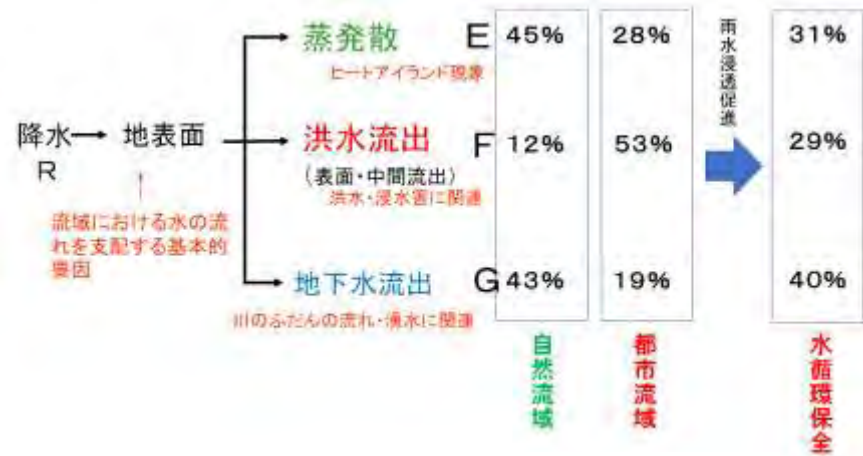 蒸発散 E 45% 28% 31%
ヒートアイランド現象
降水 地表面
R
洪水流出 F 12% 53% 29%
(表面・中間流出)
洪水・浸水害に関連
流域における水の流
れを支配する基本的
要因
地下水流出 G 43% 19% 40%
川のふだんの流れ・湧水に関連
雨水浸透促進
自然流域
都市流域
水循環保全